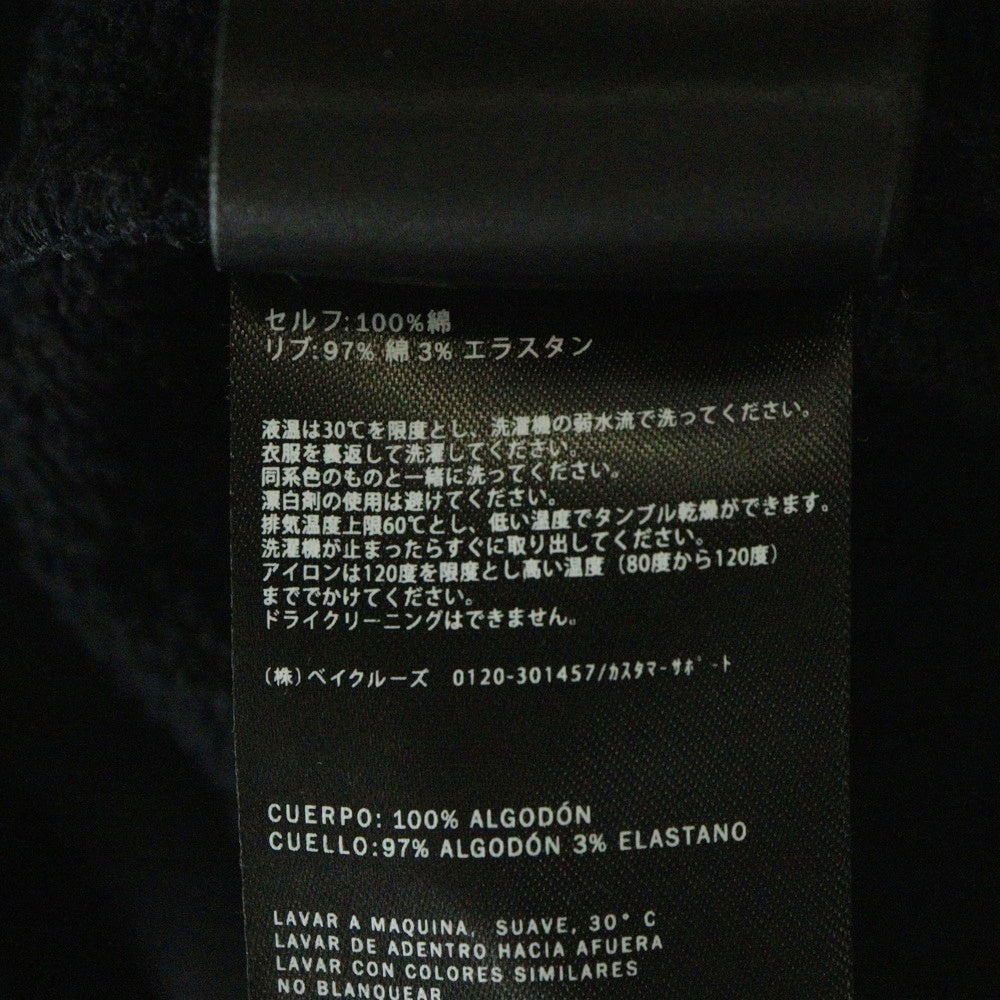 セルフ:100%綿
リブ:97% 綿 3% エラスタン
液温は30℃を限度とし、洗濯機の弱水流で洗ってください。
衣服を裏返して洗濯してください。
同系色のものと一緒に洗ってください。
漂白剤の使用は避けてください。
排気温度上限60℃とし、低い温度でタンブル乾燥ができます。
洗濯機が止まったらすぐに取り出してください。
アイロンは120度を限度とし高い温度（80度から120度）
まででかけてください。
ドライクリーニングはできません。
(株)ベイクルーズ 0120-301457/ｶｽﾀﾏｰｻﾎﾟｰﾄ
CUERPO: 100% ALGODÓN
CUELLO:97% ALGODÓN 3% ELASTANO
LAVAR A MAQUINA, SUAVE, 30° C
LAVAR DE ADENTRO HACIA AFUERA
LAVAR CON COLORES SIMILARES
NO BLANQUEAR